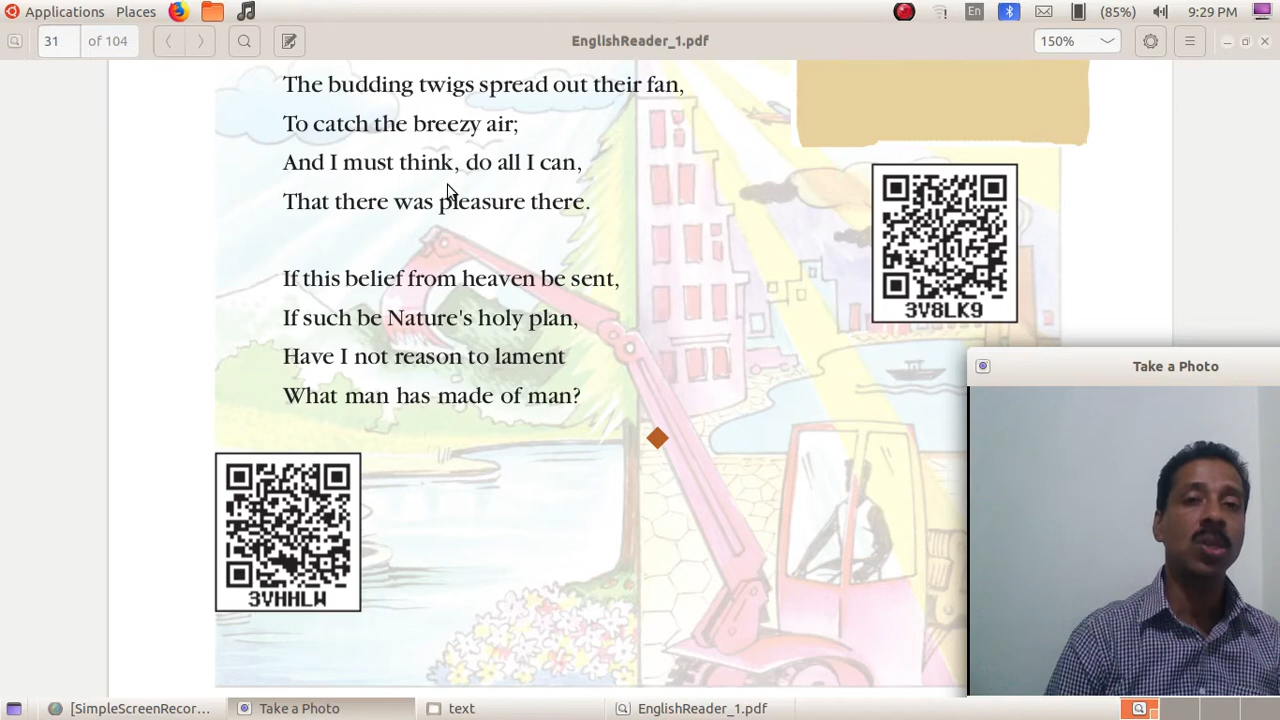 Applications Places En (85%) 9:29 PM
31 of 104 EnglishReader_1.pdf 150%
The budding twigs spread out their fan,
To catch the breezy air;
And I must think, do all I can,
That there was pleasure there.
If this belief from heaven be sent,
If such be Nature's holy plan,
Have I not reason to lament
What man has made of man?
3V8LK9
Take a Photo
3VHHLW
[SimpleScreenRecor... Take a Photo text EnglishReader_1.pdf